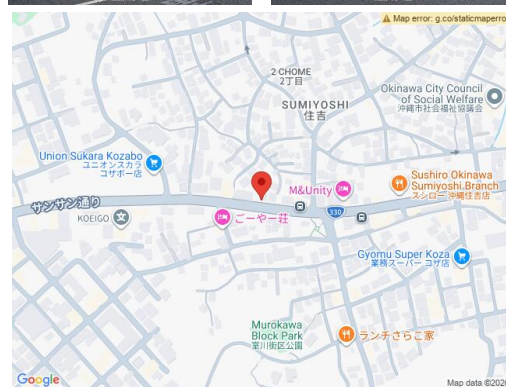 Map error: g.co/staticmaperro
2 CHOME
2丁目
SUMIYOSHI
住吉
Okinawa City Council
of Social Welfare
沖縄市社会福祉協議会
Union Sukara Kozabo
ユニオンスカラ
コザボー店
M&Unity
Sushiro Okinawa
Sumiyoshi Branch
スシロー 沖縄住吉店
サンサン通り
KOEIGO
ごーやー荘
330
Gyomu Super Koza
業務スーパー コザ店
Murokawa
Block Park
室川街区公園
ランチさらこ家
Google
Map data ©202